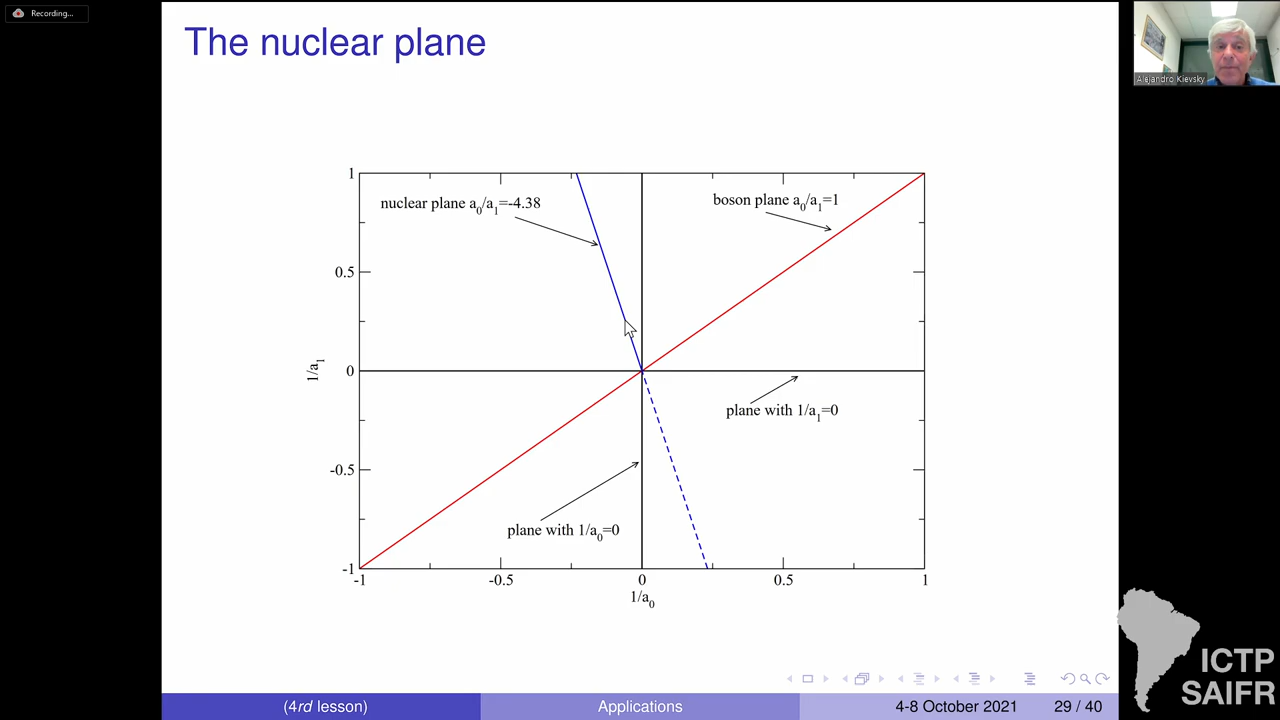 Recording...
The nuclear plane
Alejandro Kievsky
1
nuclear plane a0/a1=-4.38
boson plane a0/a1=1
0.5
1/a1
0
plane with 1/a1=0
-0.5
plane with 1/a0=0
-1
-1
-0.5
0
0.5
1
1/a0
ICTP
SAIFR
(4rd lesson)
Applications
4-8 October 2021
29 / 40